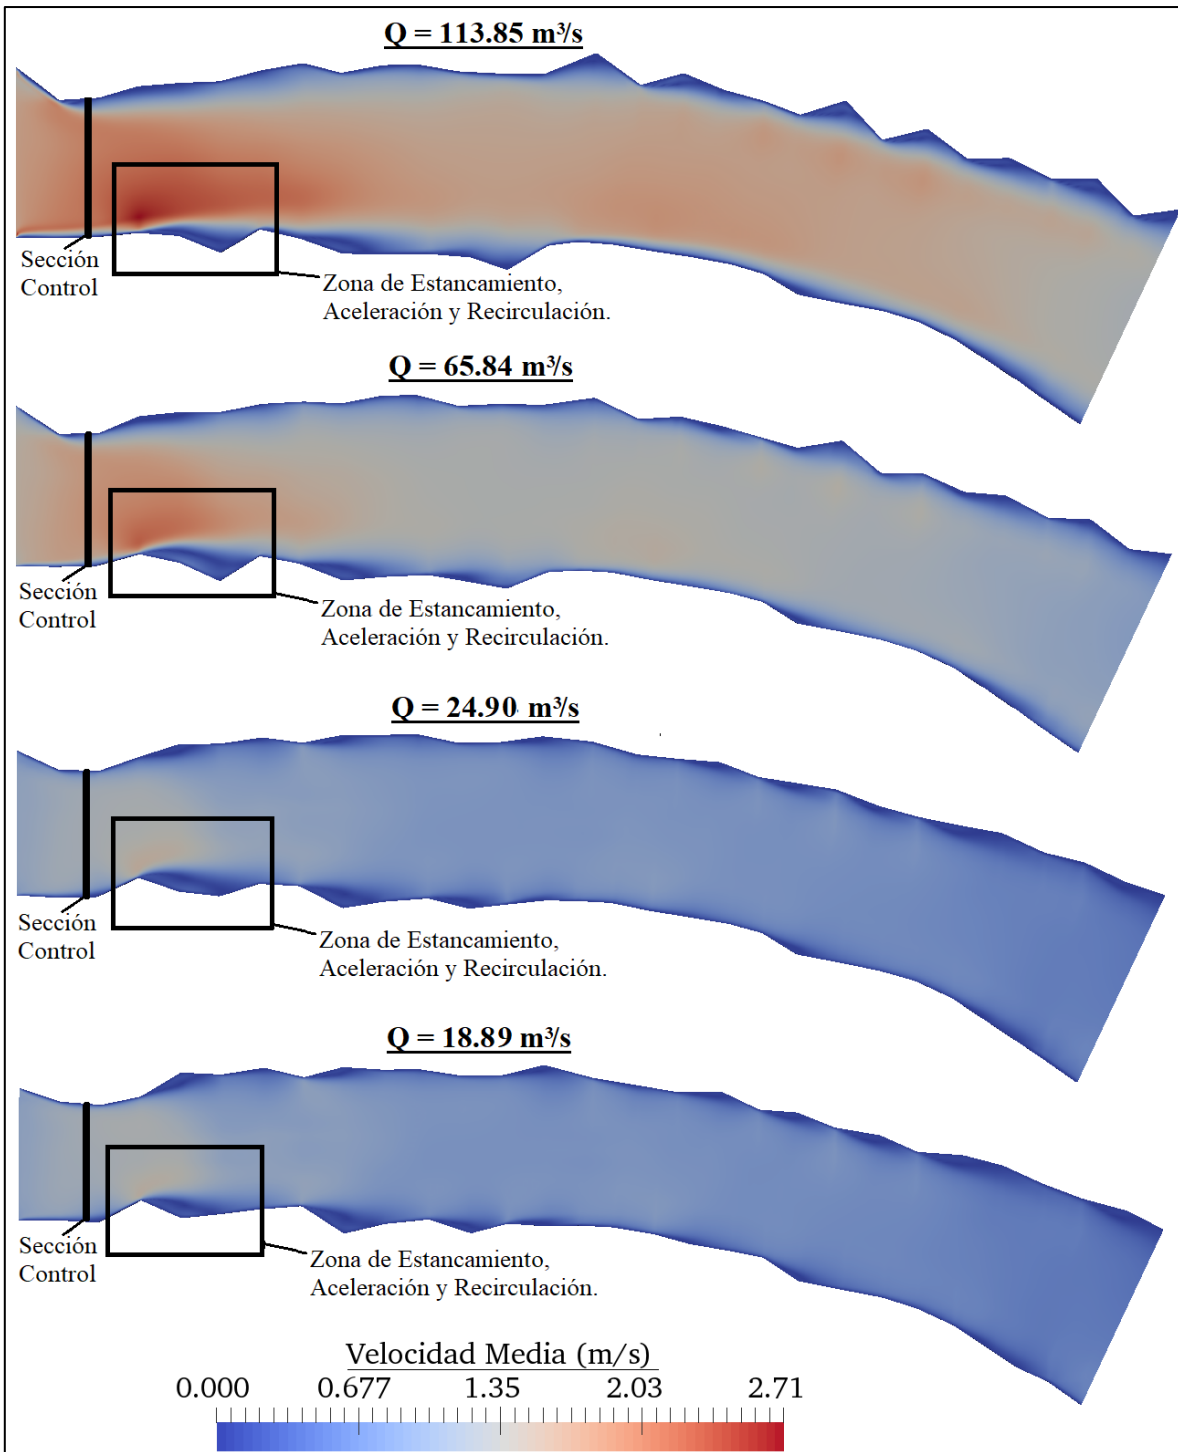 Q = 113.85 m³/s
Sección
Control
Zona de Estancamiento,
Aceleración y Recirculación.
Q = 65.84 m³/s
Sección
Control
Zona de Estancamiento,
Aceleración y Recirculación.
Q = 24.90 m³/s
Sección
Control
Zona de Estancamiento,
Aceleración y Recirculación.
Q = 18.89 m³/s
Sección
Control
Zona de Estancamiento,
Aceleración y Recirculación.
Velocidad Media (m/s)
0.000 0.677 1.35 2.03 2.71